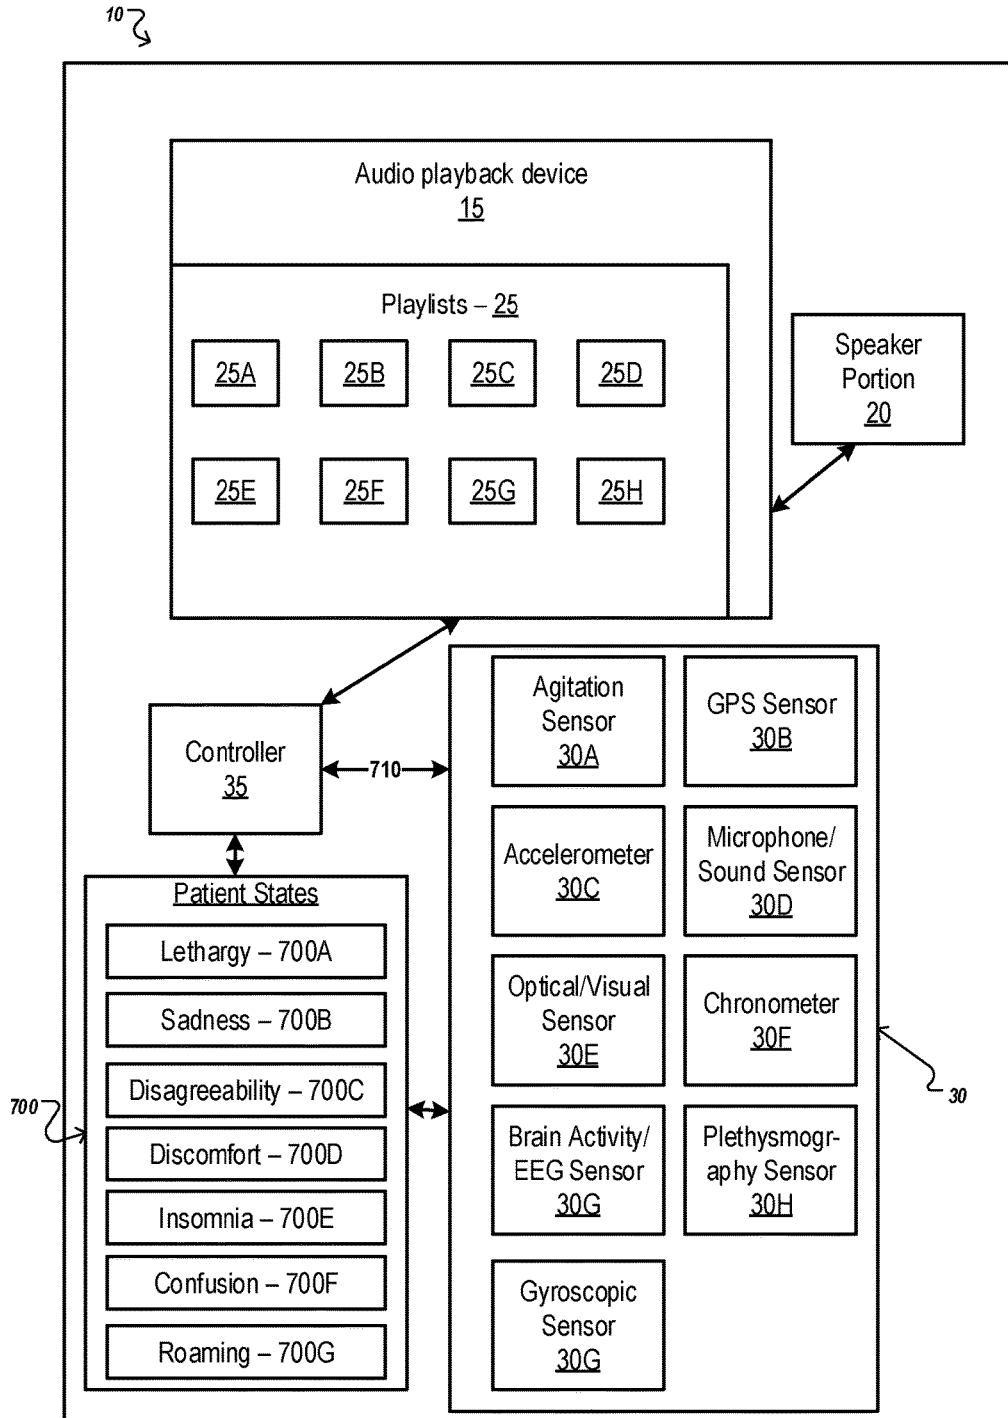 10
Audio playback device
15
Playlists – 25
25A 25B 25C 25D
25E 25F 25G 25H
Speaker
Portion
20
Controller
35
710
Agitation
Sensor
30A
GPS Sensor
30B
Accelerometer
30C
Microphone/
Sound Sensor
30D
Optical/Visual
Sensor
30E
Chronometer
30F
Brain Activity/
EEG Sensor
30G
Plethysmogr-
aphy Sensor
30H
Gyroscopic
Sensor
30G
30
Patient States
Lethargy – 700A
Sadness – 700B
Disagreeability – 700C
Discomfort – 700D
Insomnia – 700E
Confusion – 700F
Roaming – 700G
700